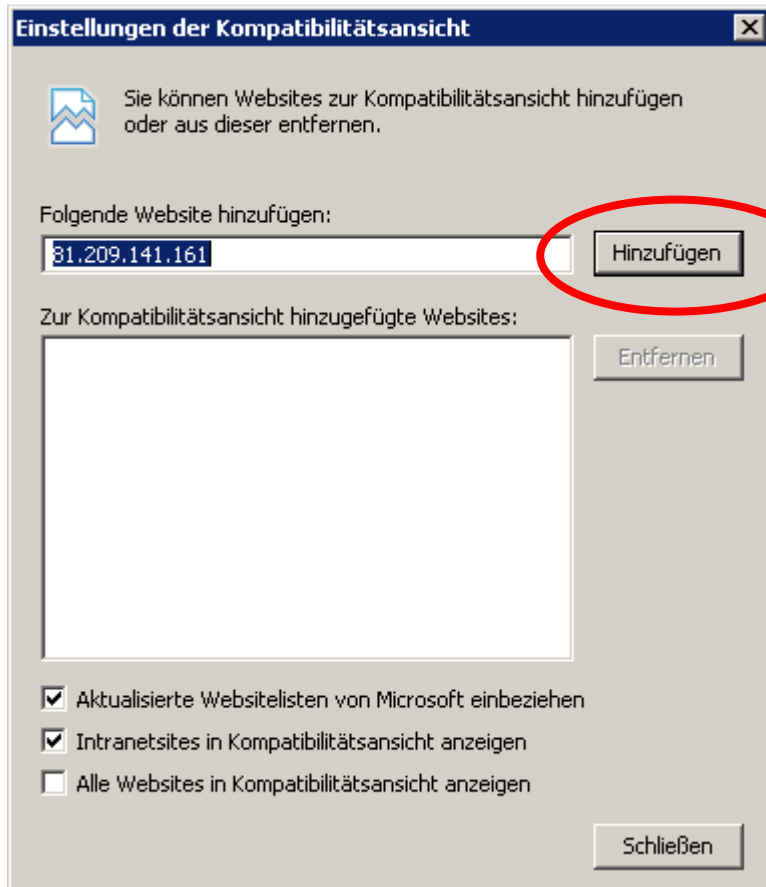 Einstellungen der Kompatibilitätsansicht
Sie können Websites zur Kompatibilitätsansicht hinzufügen
oder aus dieser entfernen.
Folgende Website hinzufügen:
81.209.141.161
Hinzufügen
Zur Kompatibilitätsansicht hinzugefügte Websites:
Entfernen
Aktualisierte Websitelisten von Microsoft einbeziehen
Intranetsites in Kompatibilitätsansicht anzeigen
Alle Websites in Kompatibilitätsansicht anzeigen
Schließen